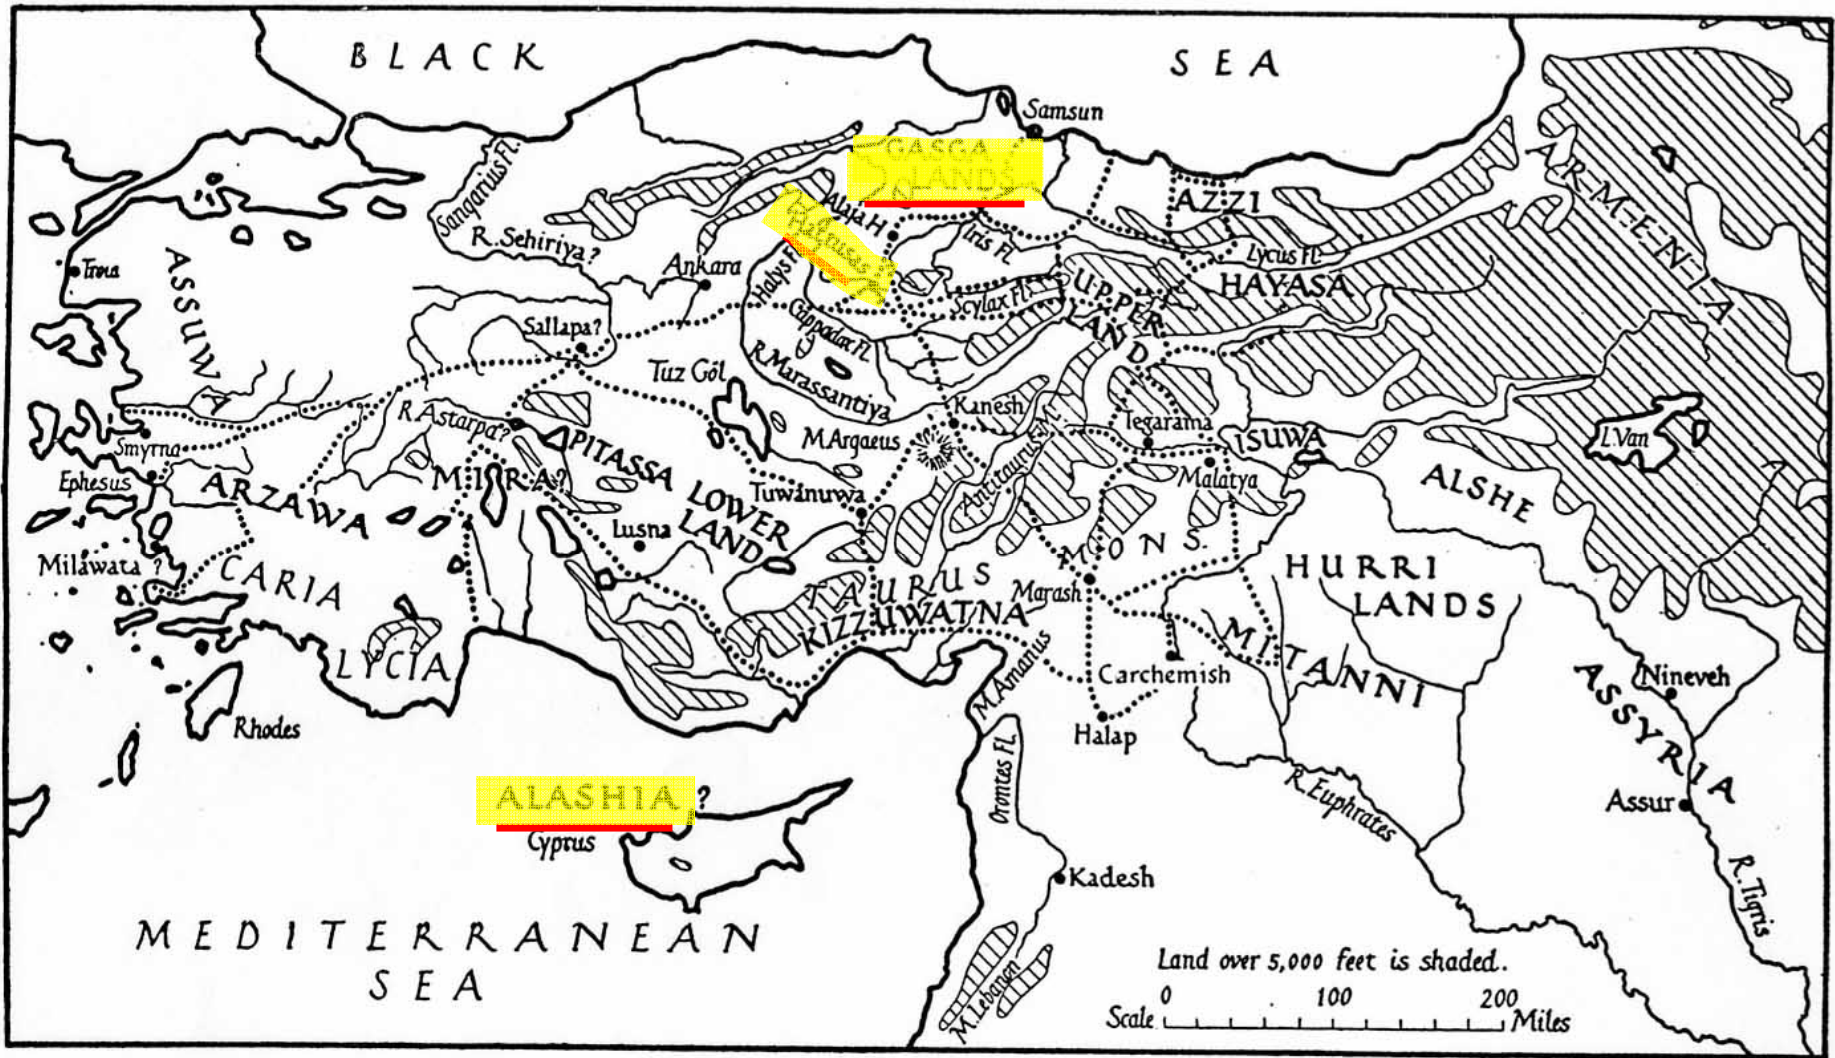 BLACK SEA
Samsun
GASGA
LANDS
ARMENIA
Sangarius Fl.
AZZI
Alaja H.
R. Sehiriya?
Iris Fl.
Lycus Fl.
ASSUWA
Troia
Ankara
Halys Fl.
HAYASA
UPPER
LAND
Scylax Fl.
Cappadox Fl.
Sallapa?
R. Marassantiya
Tuz Göl
Kanesh
R. Astarpa?
Tegarama
Smyrna
M. Argaeus
ISUWA
L. Van
PITASSA
Antitaurus M.
Malatya
ALSHE
Ephesus
ARZAWA
MIRA?
LOWER
LAND
Tuwanuwa
Lusna
Milawata?
CARIA
TAURUS MONS.
HURRI
LANDS
Marash
KIZZUWATNA
MITANNI
LYCIA
M. Amanus
Carchemish
Nineveh
ASSYRIA
Rhodes
Halap
Orontes Fl.
R. Euphrates
ALASHIA?
Cyprus
Assur
R. Tigris
Kadesh
MEDITERRANEAN
SEA
M. Lebanon
Land over 5,000 feet is shaded.
0 100 200
Scale Miles